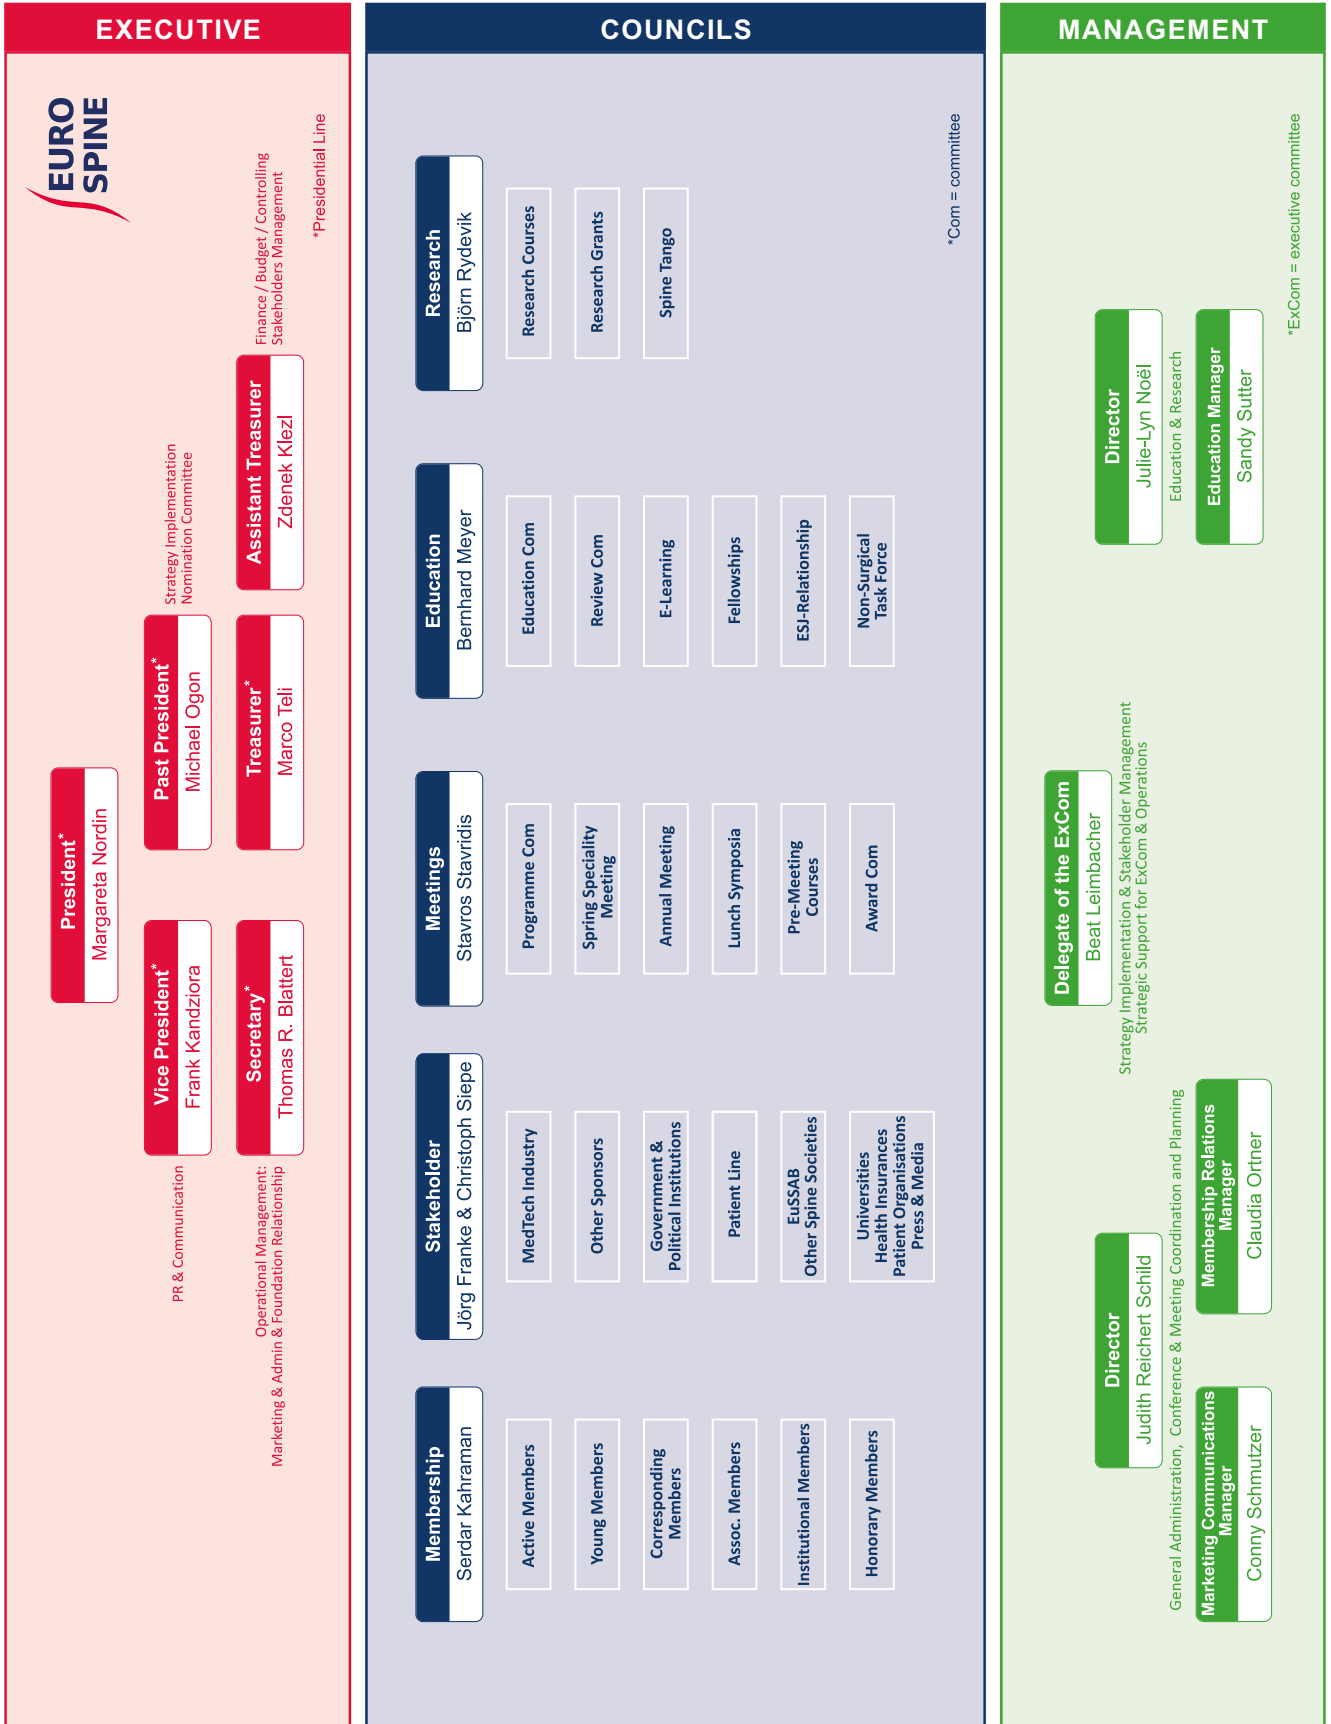 EXECUTIVE
EURO
SPINE
President*
Margareta Nordin
PR & Communication
Vice President*
Frank Kandziora
Past President*
Michael Ogon
Strategy Implementation
Nomination Committee
Operational Management:
Marketing & Admin & Foundation Relationship
Secretary*
Thomas R. Blattert
Treasurer*
Marco Teli
Assistant Treasurer
Zdenek Klezl
Finance / Budget / Controlling
Stakeholders Management
*Presidential Line
COUNCILS
Membership
Serdar Kahraman
Active Members
Young Members
Corresponding
Members
Assoc. Members
Institutional Members
Honorary Members
Stakeholder
Jörg Franke & Christoph Siepe
MedTech Industry
Other Sponsors
Government &
Political Institutions
Patient Line
EuSSAB
Other Spine Societies
Universities
Health Insurances
Patient Organisations
Press & Media
Meetings
Stavros Stavridis
Programme Com
Spring Speciality
Meeting
Annual Meeting
Lunch Symposia
Pre-Meeting
Courses
Award Com
Education
Bernhard Meyer
Education Com
Review Com
E-Learning
Fellowships
ESJ-Relationship
Non-Surgical
Task Force
Research
Björn Rydevik
Research Courses
Research Grants
Spine Tango
*Com = committee
MANAGEMENT
Delegate of the ExCom
Beat Leimbacher
Strategy Implementation & Stakeholder Management
Strategic Support for ExCom & Operations
Director
Judith Reichert Schild
General Administration, Conference & Meeting Coordination and Planning
Marketing Communications
Manager
Conny Schmutzer
Membership Relations
Manager
Claudia Ortner
Director
Julie-Lyn Noël
Education & Research
Education Manager
Sandy Sutter
*ExCom = executive committee